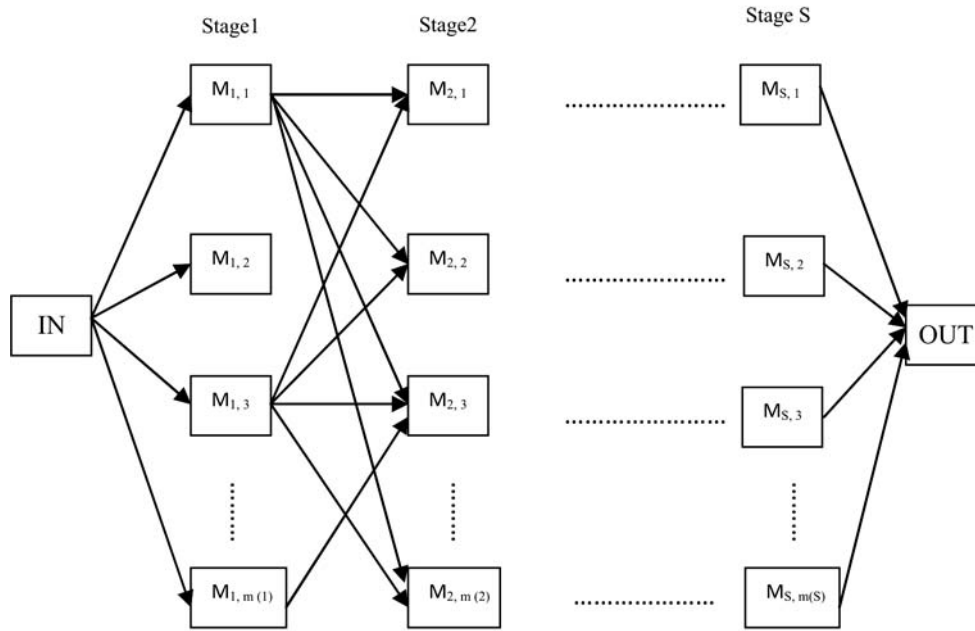 Stage1 Stage2 Stage S
M1, 1 M2, 1 ........................... MS, 1
M1, 2 M2, 2 ........................... MS, 2
IN OUT
M1, 3 M2, 3 ........................... MS, 3
M1, m (1) M2, m (2) ........................... MS, m(S)